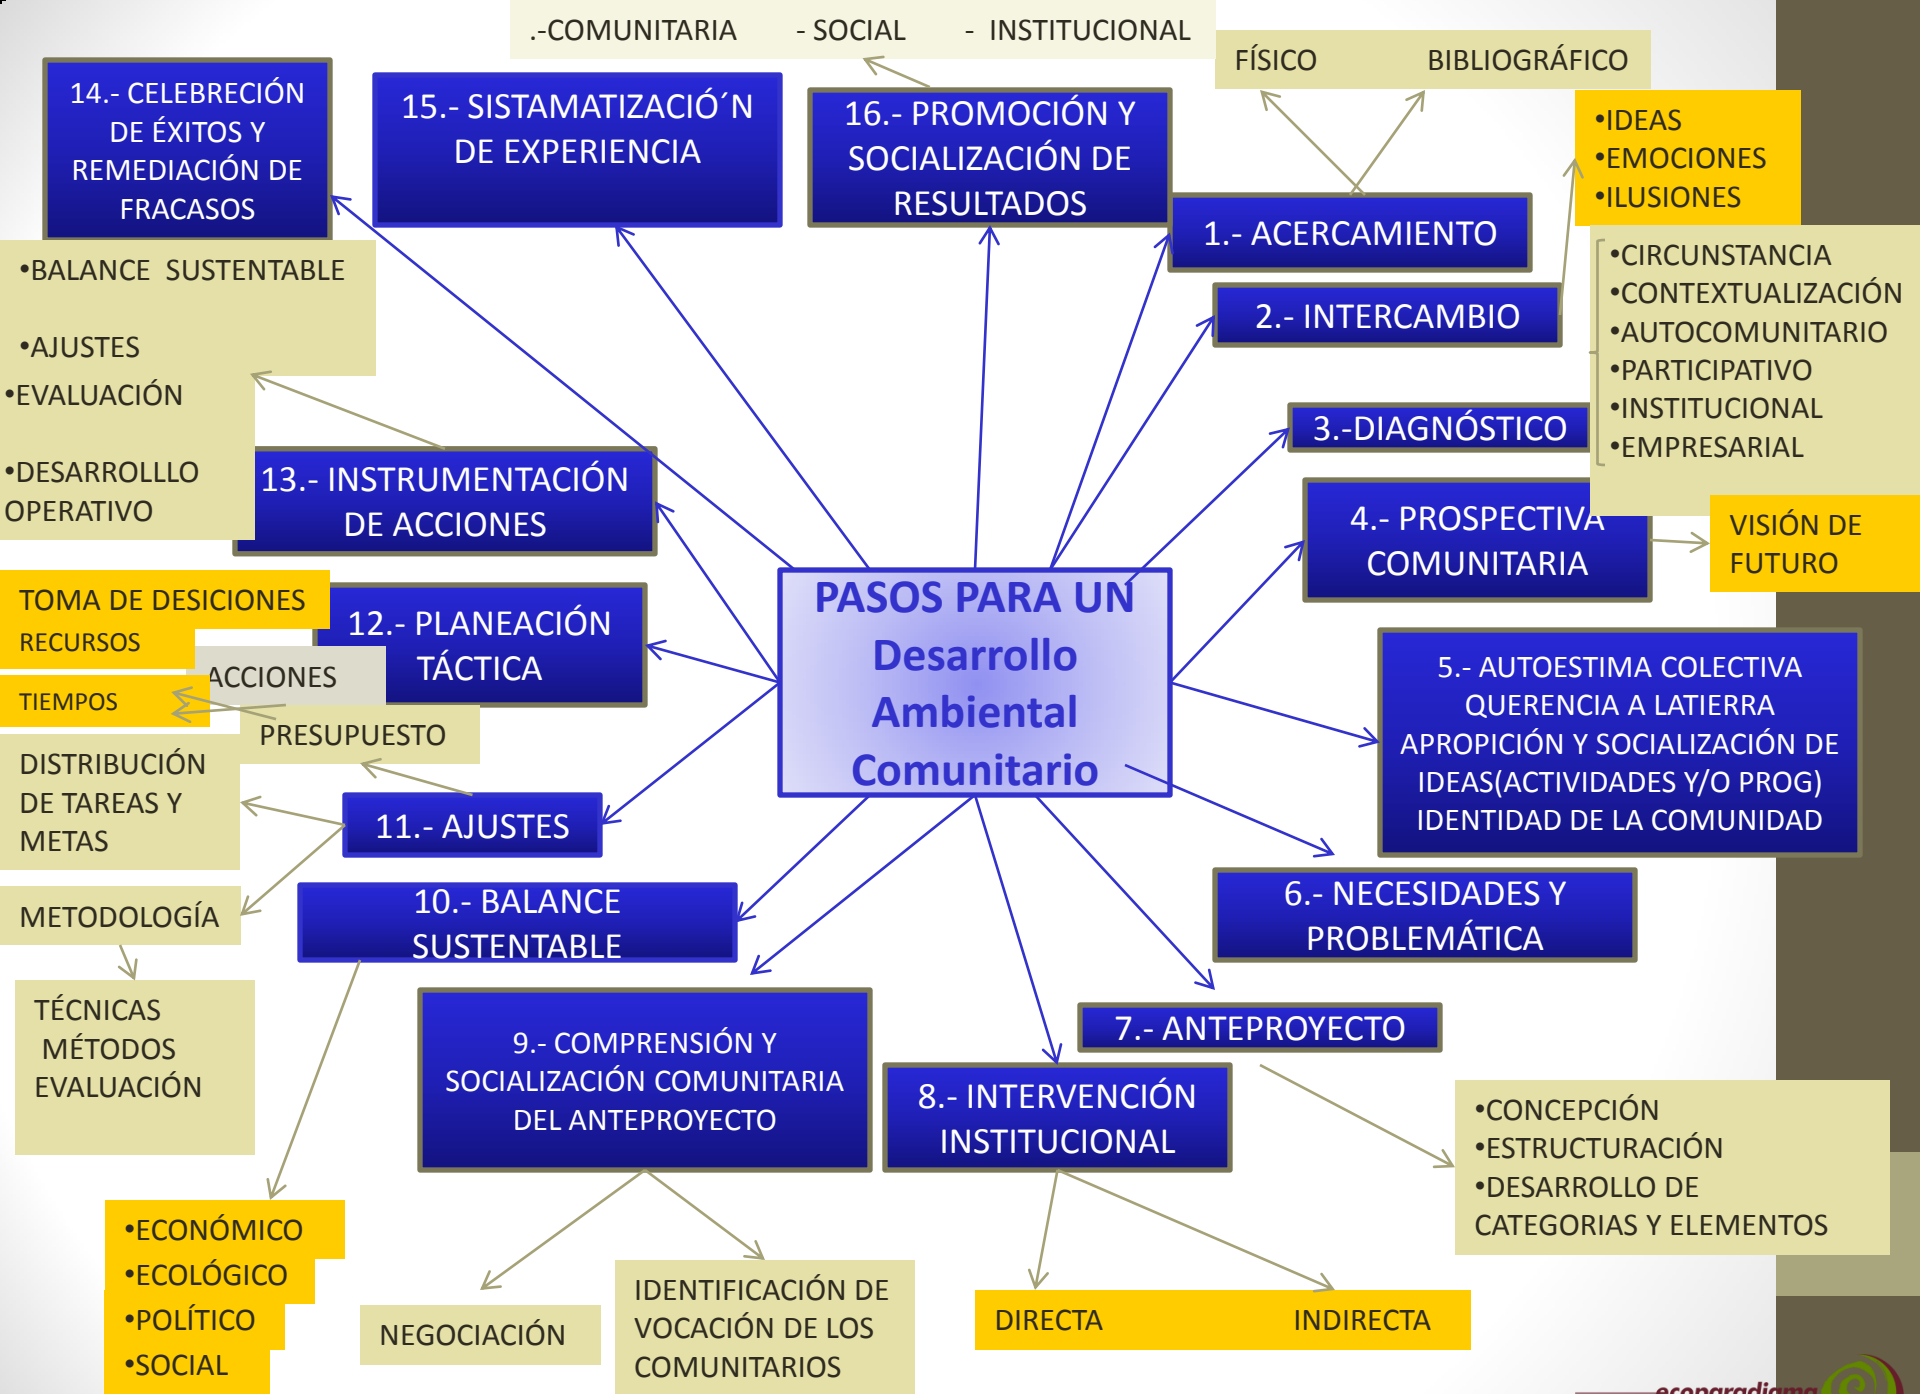 .-COMUNITARIA - SOCIAL - INSTITUCIONAL
FÍSICO BIBLIOGRÁFICO
14.- CELEBRECIÓN
DE ÉXITOS Y
REMEDIACIÓN DE
FRACASOS
15.- SISTAMATIZACIÓ´N
DE EXPERIENCIA
16.- PROMOCIÓN Y
SOCIALIZACIÓN DE
RESULTADOS
•IDEAS
•EMOCIONES
•ILUSIONES
1.- ACERCAMIENTO
2.- INTERCAMBIO
•CIRCUNSTANCIA
•CONTEXTUALIZACIÓN
•AUTOCOMUNITARIO
•PARTICIPATIVO
•INSTITUCIONAL
•EMPRESARIAL
3.-DIAGNÓSTICO
4.- PROSPECTIVA
COMUNITARIA
VISIÓN DE
FUTURO
•BALANCE SUSTENTABLE
•AJUSTES
•EVALUACIÓN
•DESARROLLLO
OPERATIVO
13.- INSTRUMENTACIÓN
DE ACCIONES
PASOS PARA UN
Desarrollo
Ambiental
Comunitario
TOMA DE DESICIONES
RECURSOS
ACCIONES
TIEMPOS
PRESUPUESTO
12.- PLANEACIÓN
TÁCTICA
5.- AUTOESTIMA COLECTIVA
QUERENCIA A LATIERRA
APROPICIÓN Y SOCIALIZACIÓN DE
IDEAS(ACTIVIDADES Y/O PROG)
IDENTIDAD DE LA COMUNIDAD
DISTRIBUCIÓN
DE TAREAS Y
METAS
11.- AJUSTES
METODOLOGÍA
10.- BALANCE
SUSTENTABLE
6.- NECESIDADES Y
PROBLEMÁTICA
TÉCNICAS
MÉTODOS
EVALUACIÓN
9.- COMPRENSIÓN Y
SOCIALIZACIÓN COMUNITARIA
DEL ANTEPROYECTO
7.- ANTEPROYECTO
8.- INTERVENCIÓN
INSTITUCIONAL
•CONCEPCIÓN
•ESTRUCTURACIÓN
•DESARROLLO DE
CATEGORIAS Y ELEMENTOS
•ECONÓMICO
•ECOLÓGICO
•POLÍTICO
•SOCIAL
NEGOCIACIÓN
IDENTIFICACIÓN DE
VOCACIÓN DE LOS
COMUNITARIOS
DIRECTA INDIRECTA
ecoparadigma